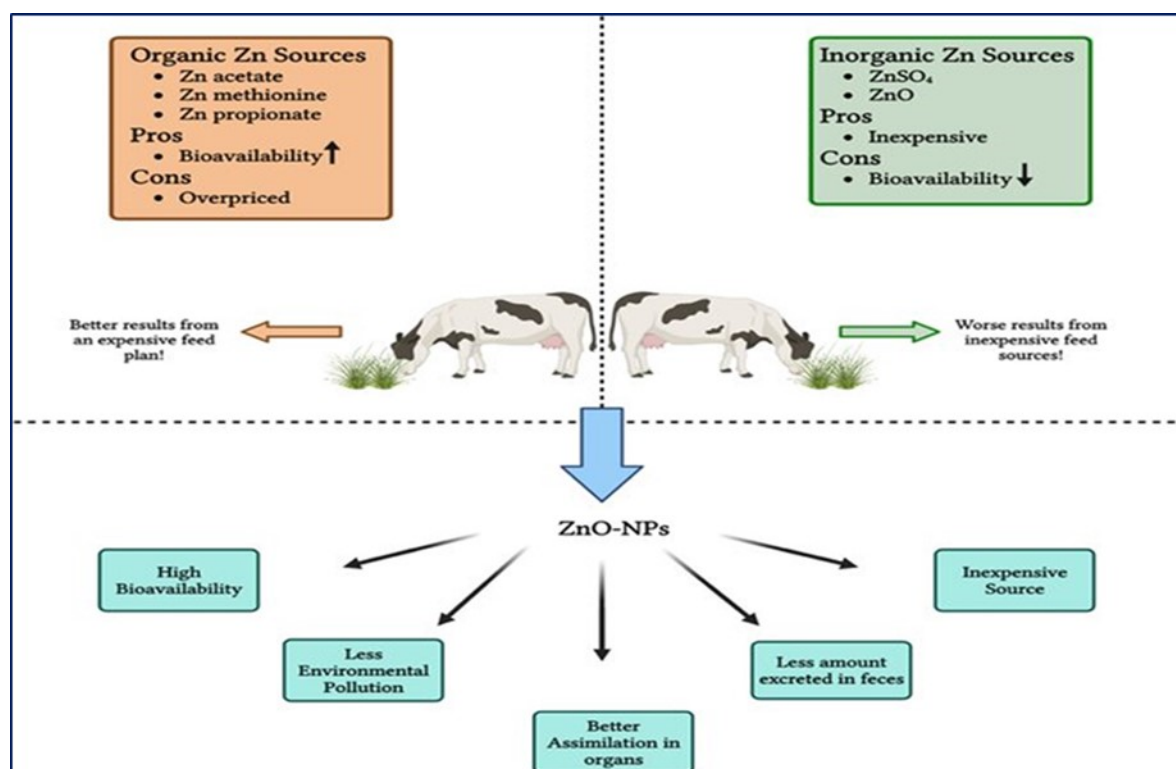 Organic Zn Sources
• Zn acetate
• Zn methionine
• Zn propionate
Pros
• Bioavailability↑
Cons
• Overpriced
Inorganic Zn Sources
• ZnSO₄
• ZnO
Pros
• Inexpensive
Cons
• Bioavailability↓
Better results from
an expensive feed
plan!
Worse results from
inexpensive feed
sources!
ZnO-NPs
High
Bioavailability
Less
Environmental
Pollution
Better
Assimilation in
organs
Less amount
excreted in feces
Inexpensive
Source